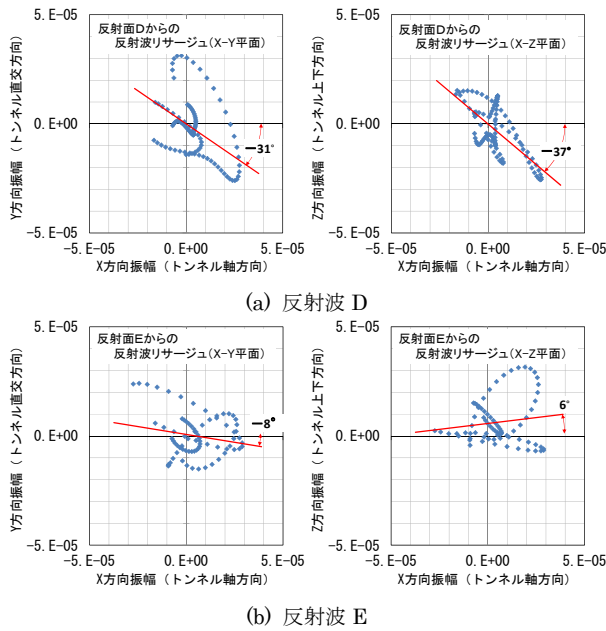 5.E-05
反射面Dからの
反射波リサージュ(X-Y平面)
Y方向振幅（トンネル直交方向）
0.E+00
－31°
-5.E-05
-5.E-05 0.E+00 5.E-05
X方向振幅（トンネル軸方向）
5.E-05
反射面Dからの
反射波リサージュ(X-Z平面)
Z方向振幅（トンネル上下方向）
0.E+00
－37°
-5.E-05
-5.E-05 0.E+00 5.E-05
X方向振幅（トンネル軸方向）
(a) 反射波 D
5.E-05
反射面Eからの
反射波リサージュ(X-Y平面)
Y方向振幅（トンネル直交方向）
0.E+00
－8°
-5.E-05
-5.E-05 0.E+00 5.E-05
X方向振幅（トンネル軸方向）
5.E-05
反射面Eからの
反射波リサージュ(X-Z平面)
Z方向振幅（トンネル上下方向）
0.E+00
6°
-5.E-05
-5.E-05 0.E+00 5.E-05
X方向振幅（トンネル軸方向）
(b) 反射波 E